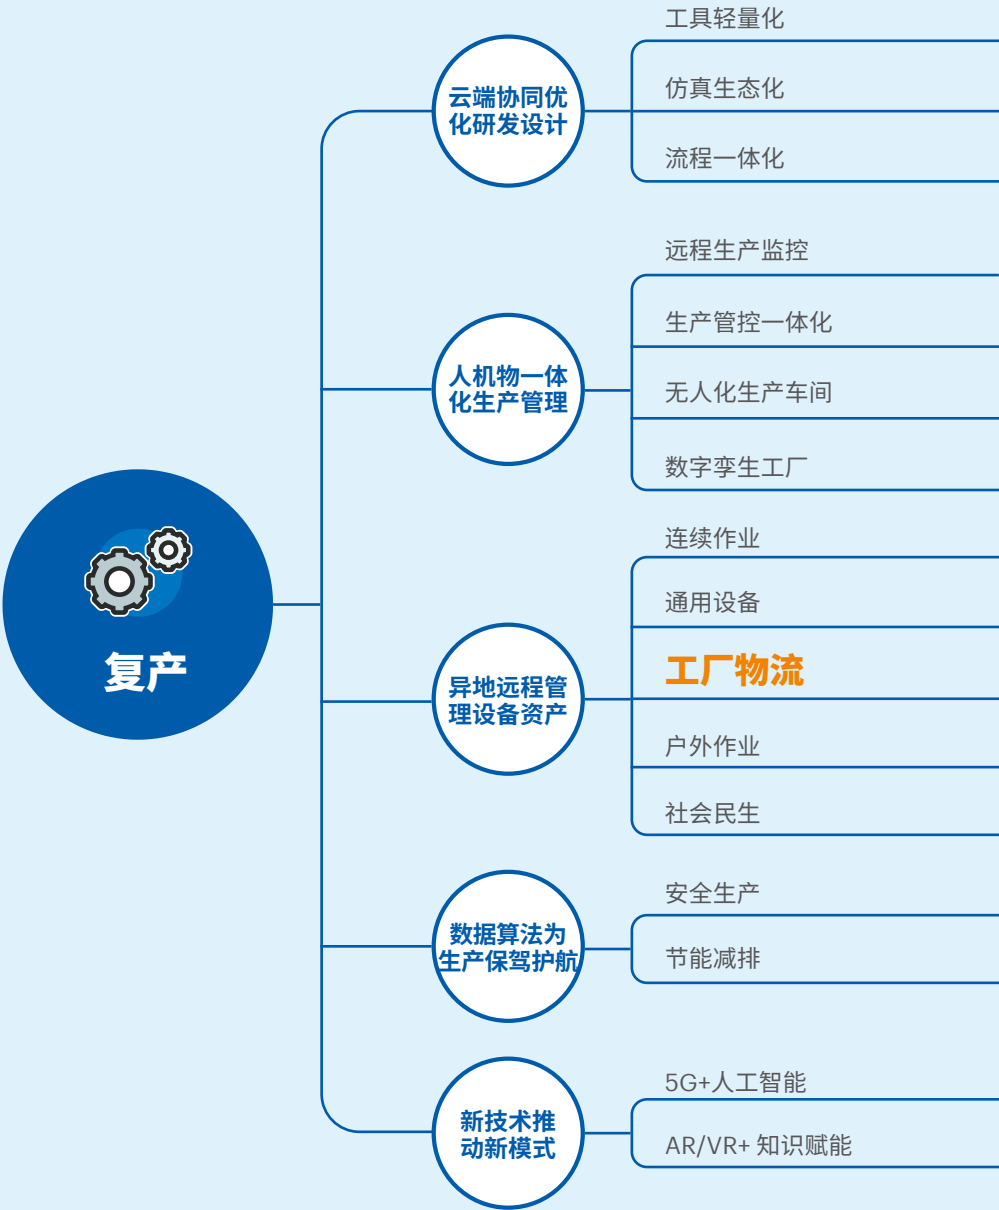 复产
云端协同优
化研发设计
工具轻量化
仿真生态化
流程一体化
人机物一体
化生产管理
远程生产监控
生产管控一体化
无人化生产车间
数字孪生工厂
异地远程管
理设备资产
连续作业
通用设备
工厂物流
户外作业
社会民生
数据算法为
生产保驾护航
安全生产
节能减排
新技术推
动新模式
5G+人工智能
AR/VR+ 知识赋能